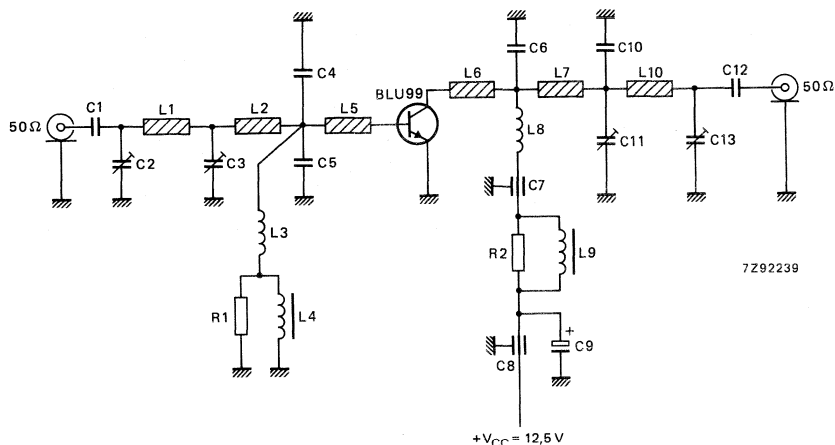 C4
C6
C10
C1
L1
L2
L5
BLU99
L6
L7
L10
C12
50Ω
50Ω
C2
C3
C5
L8
C11
C13
L3
C7
R1
L4
R2
L9
7Z92239
C8
+
C9
+VCC = 12,5 V